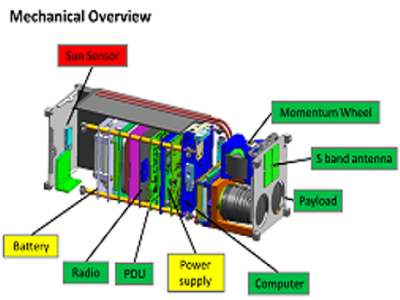 Mechanical Overview
Sun Sensor
Momentum Wheel
S band antenna
Payload
Battery
Radio
PDU
Power
supply
Computer